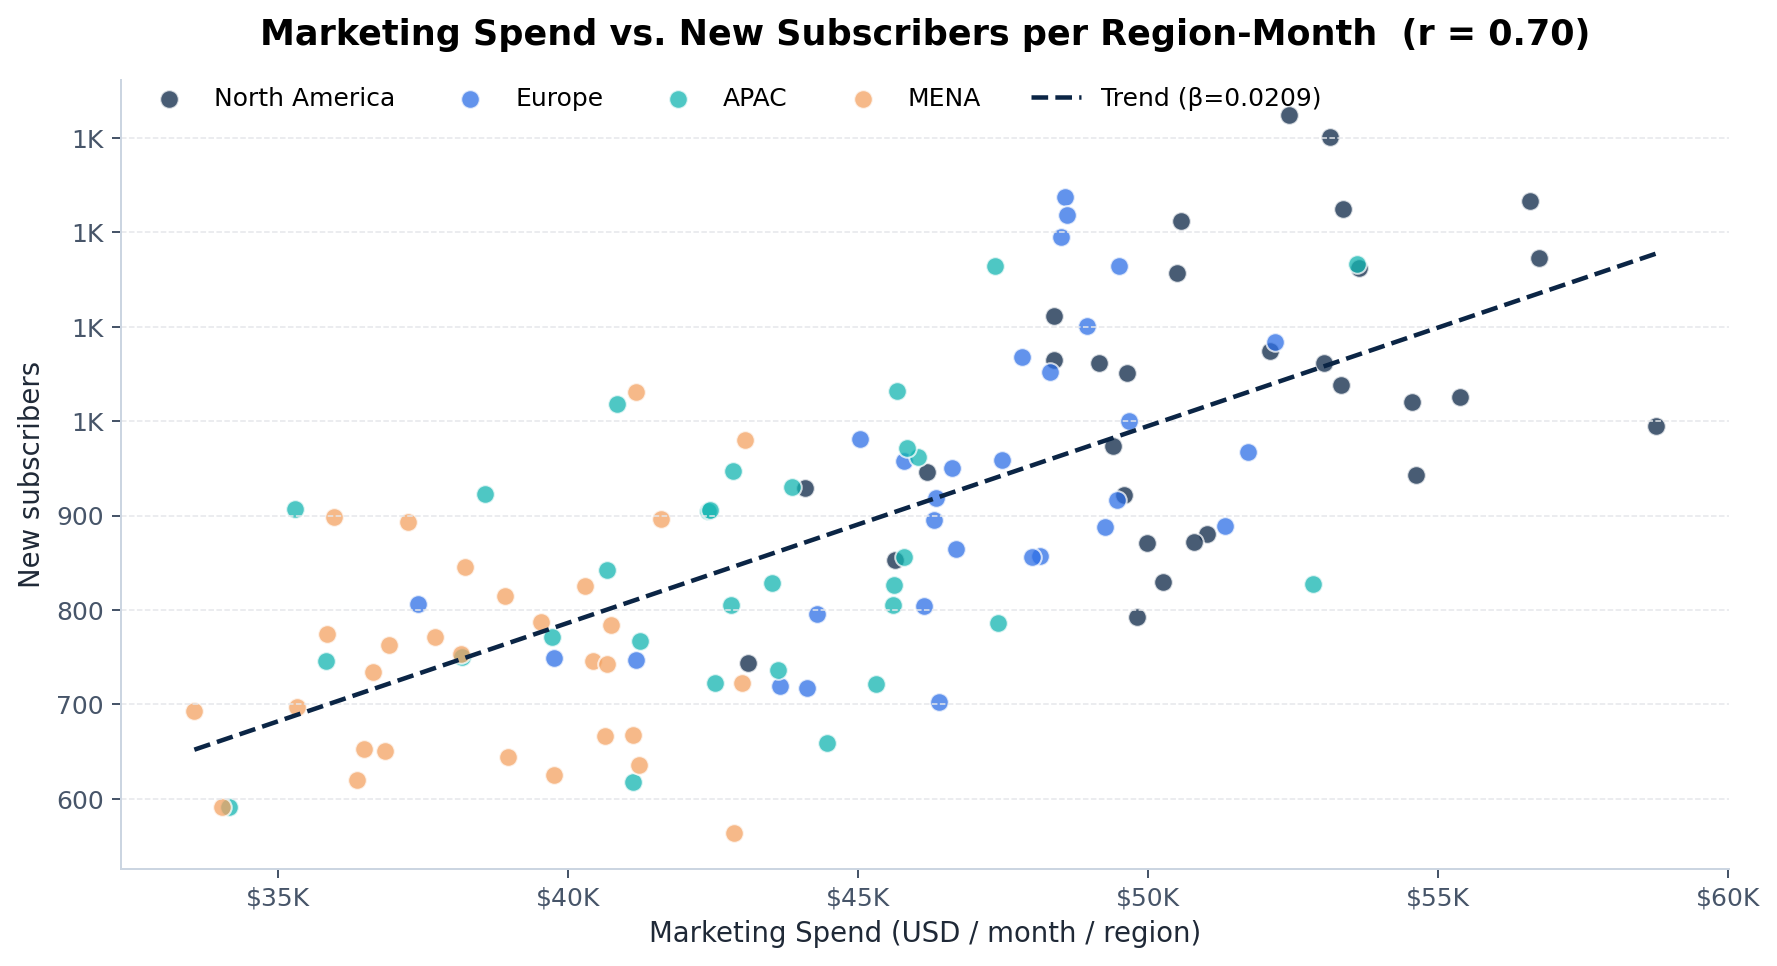 Marketing Spend vs. New Subscribers per Region-Month (r = 0.70)
North America Europe APAC MENA Trend (β=0.0209)
1K
1K
1K
1K
900
800
700
600
New subscribers
$35K $40K $45K $50K $55K $60K
Marketing Spend (USD / month / region)